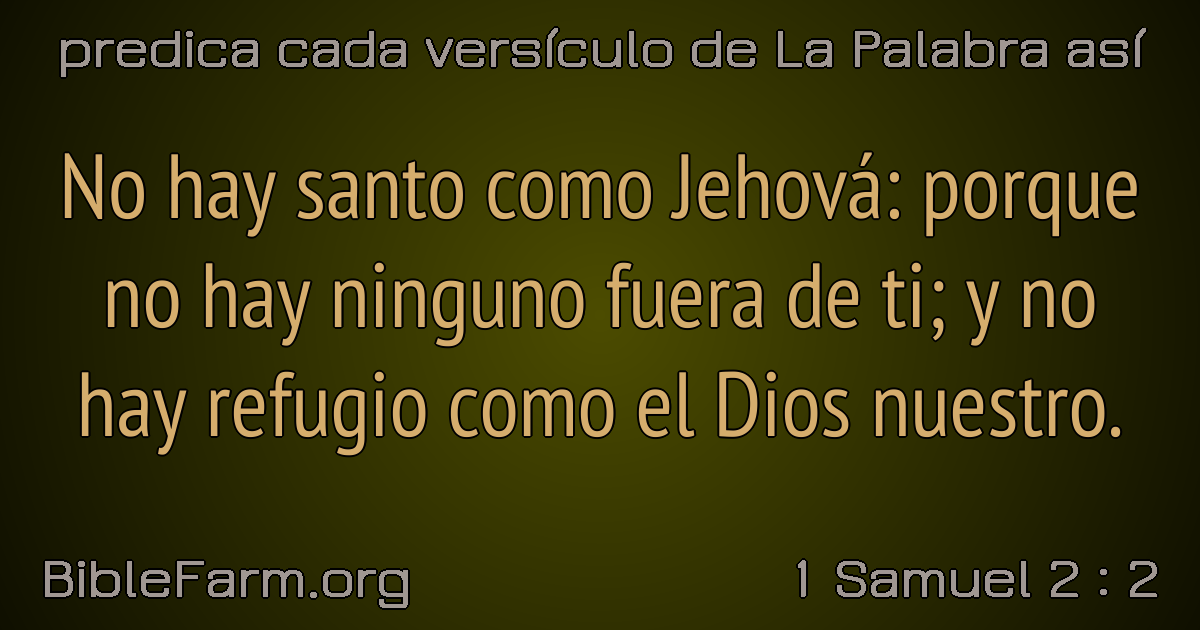 predica cada versículo de La Palabra así
No hay santo como Jehová: porque
no hay ninguno fuera de ti; y no
hay refugio como el Dios nuestro.
BibleFarm.org
1 Samuel 2 : 2